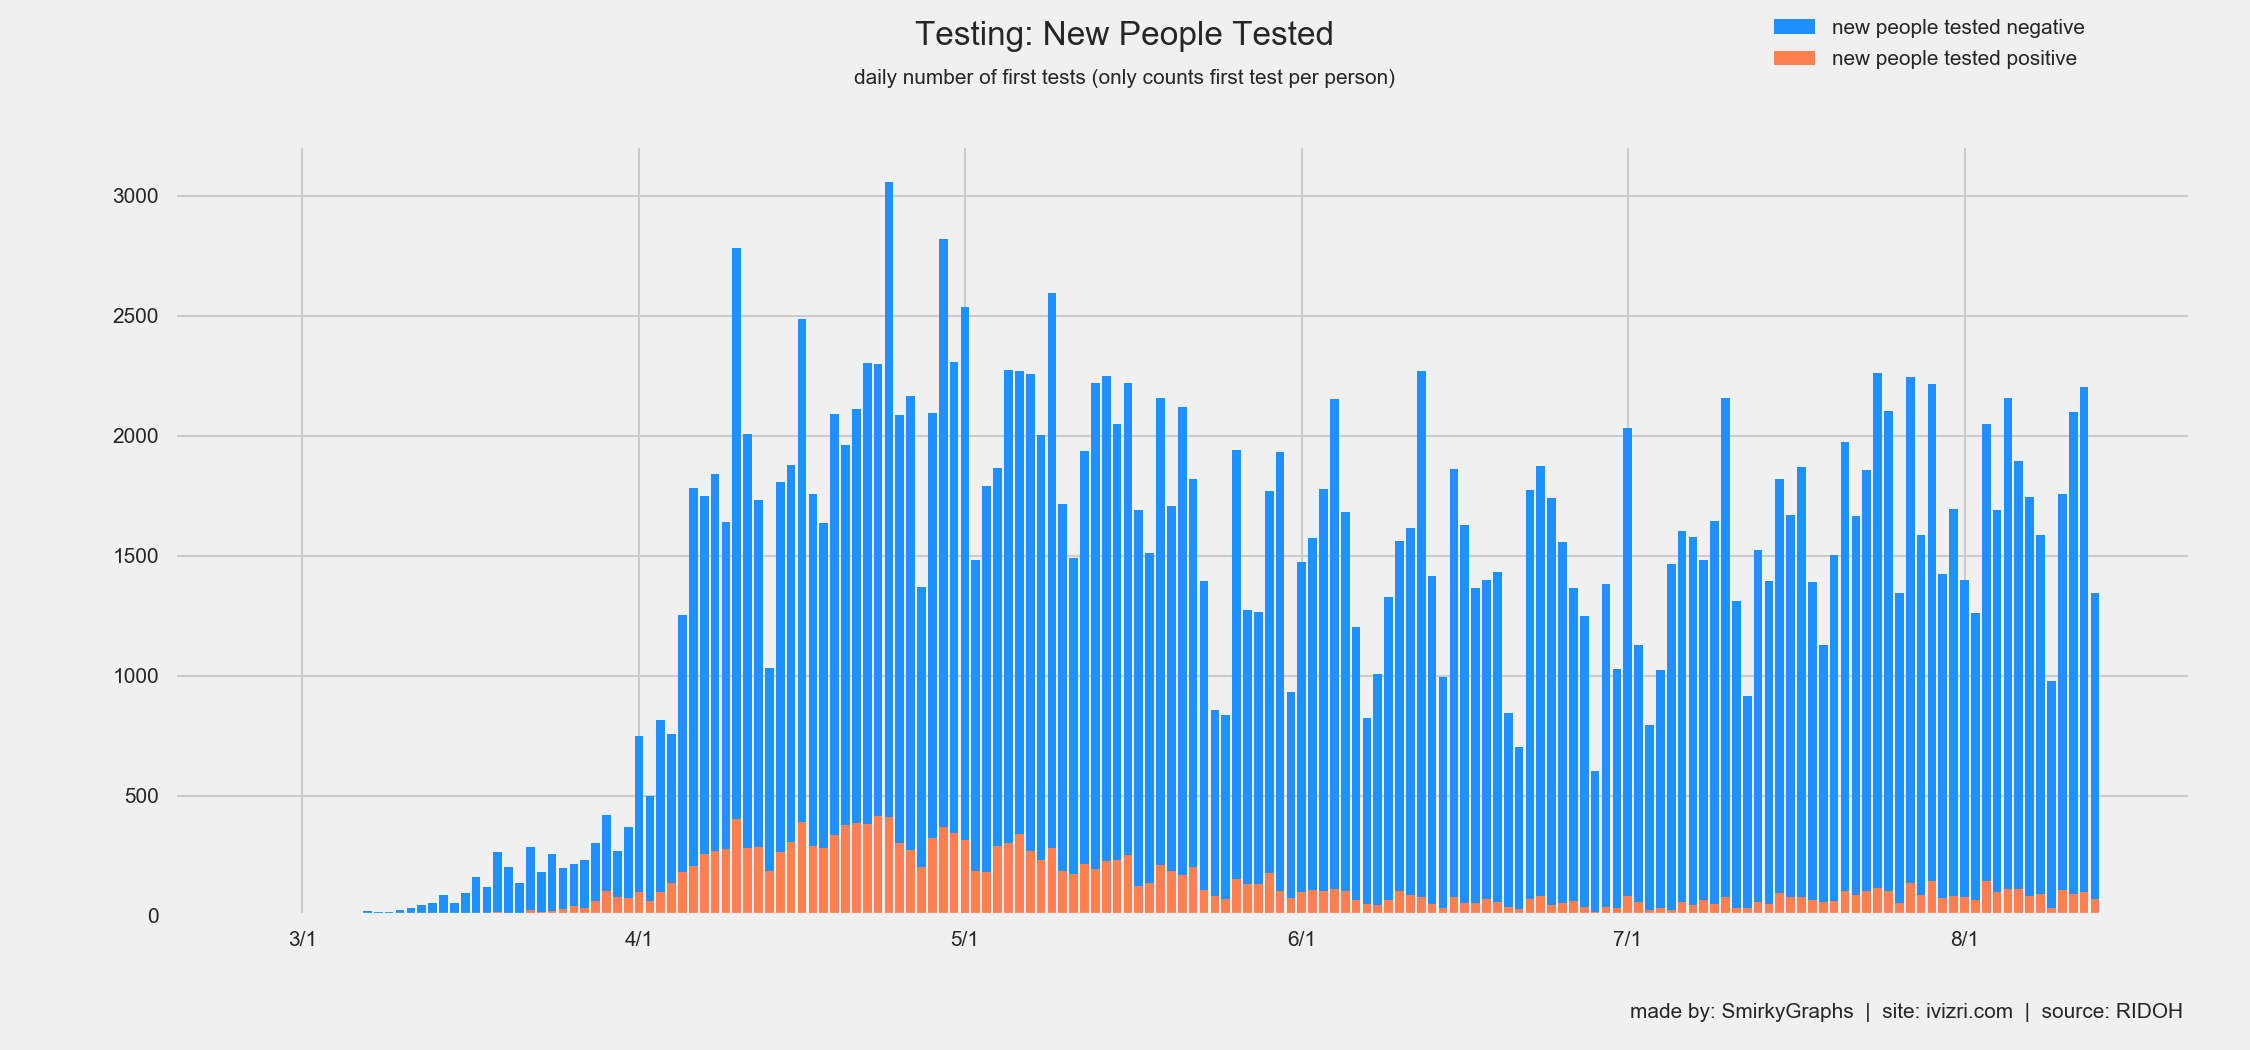 Testing: New People Tested
daily number of first tests (only counts first test per person)
new people tested negative
new people tested positive
3000
2500
2000
1500
1000
500
0
3/1 4/1 5/1 6/1 7/1 8/1
made by: SmirkyGraphs | site: ivizri.com | source: RIDOH